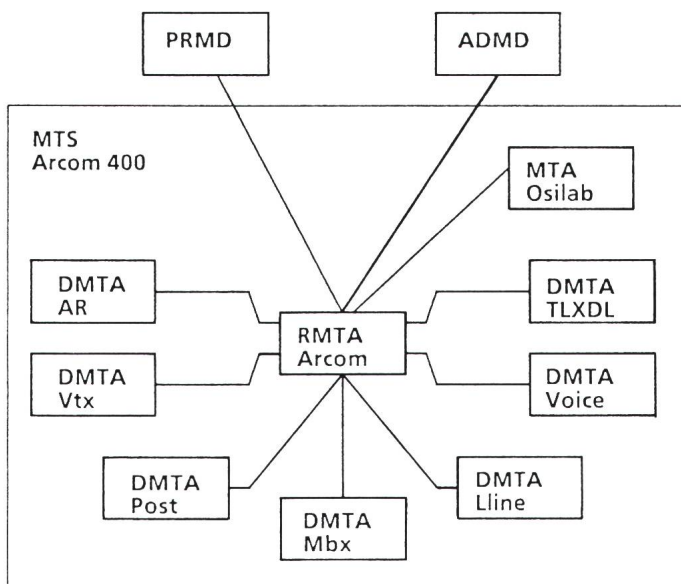 PRMD
ADMD
MTS
Arcom 400
MTA
Osilab
DMTA
AR
DMTA
TLXDL
RMTA
Arcom
DMTA
Vtx
DMTA
Voice
DMTA
Post
DMTA
Mbx
DMTA
Lline